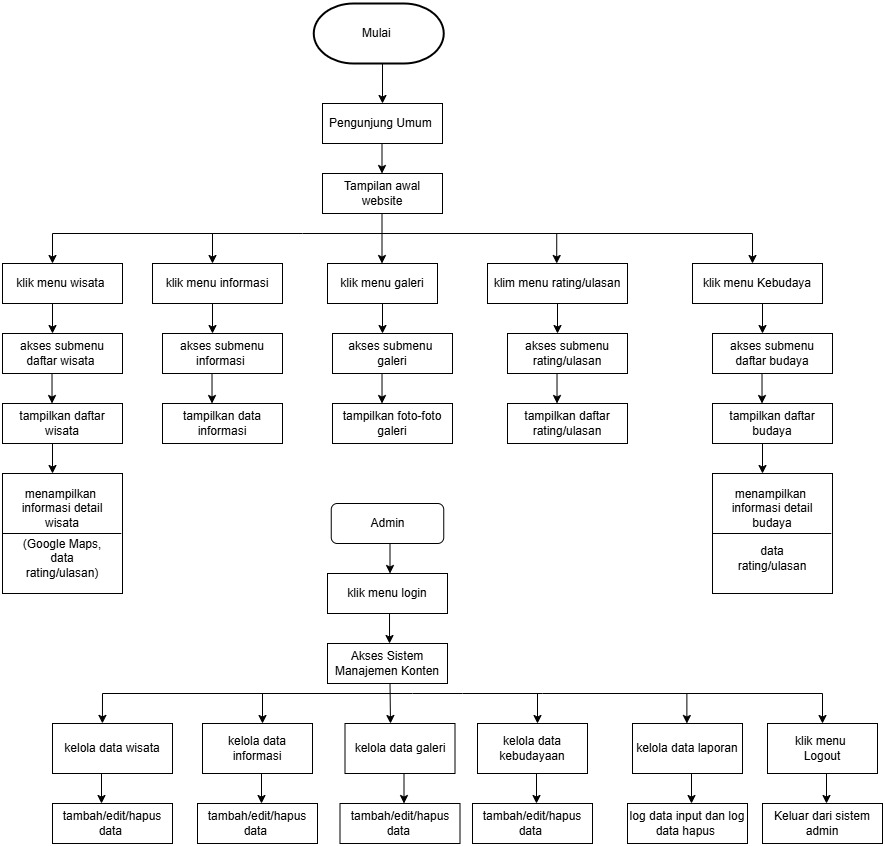 Mulai
Pengunjung Umum
Tampilan awal
website
klik menu wisata
klik menu informasi
klik menu galeri
klim menu rating/ulasan
klik menu Kebudaya
akses submenu
daftar wisata
akses submenu
informasi
akses submenu
galeri
akses submenu
rating/ulasan
akses submenu
daftar budaya
tampilkan daftar
wisata
tampilkan data
informasi
tampilkan foto-foto
galeri
tampilkan daftar
rating/ulasan
tampilkan daftar
budaya
menampilkan
informasi detail
wisata
(Google Maps,
data
rating/ulasan)
menampilkan
informasi detail
budaya
data
rating/ulasan
Admin
klik menu login
Akses Sistem
Manajemen Konten
kelola data wisata
kelola data
informasi
kelola data galeri
kelola data
kebudayaan
kelola data laporan
klik menu
Logout
tambah/edit/hapus
data
tambah/edit/hapus
data
tambah/edit/hapus
data
tambah/edit/hapus
data
log data input dan log
data hapus
Keluar dari sistem
admin